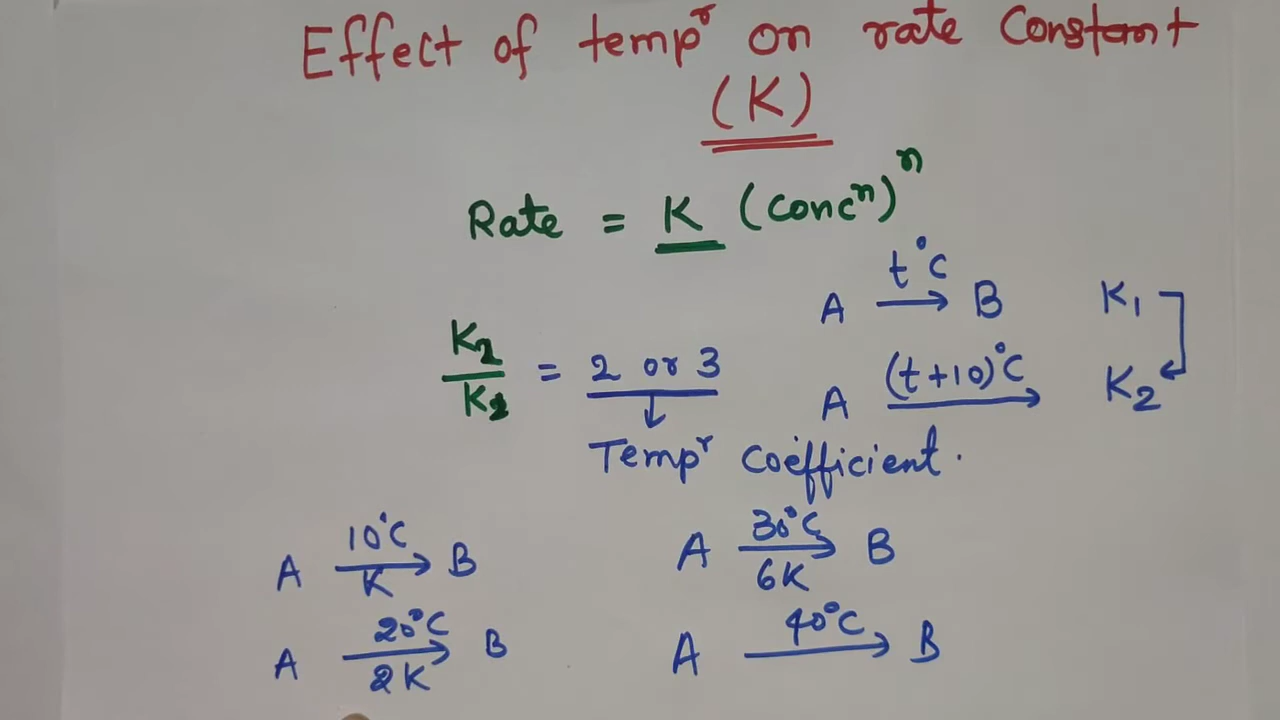 Effect of tempʳ on rate Constant
(K)
Rate = K (concⁿ)ⁿ
A t°C → B K₁
K₂/K₂ = 2 or 3
A (t+10)°C → K₂
Tempʳ Coefficient.
A 10°C → B
K
A 30°C → B
6K
A 20°C → B
2K
A 40°C → B